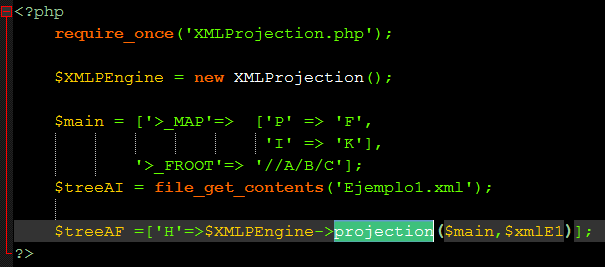 <?php
require_once('XMLProjection.php');
$XMLPEngine = new XMLProjection();
$main = ['>_MAP'=> ['P' => 'F',
'I' => 'K'],
'>_FROOT'=> '//A/B/C'];
$treeAI = file_get_contents('Ejemplo1.xml');
$treeAF =['H'=>$XMLPEngine->projection($main,$xmlE1)];
?>